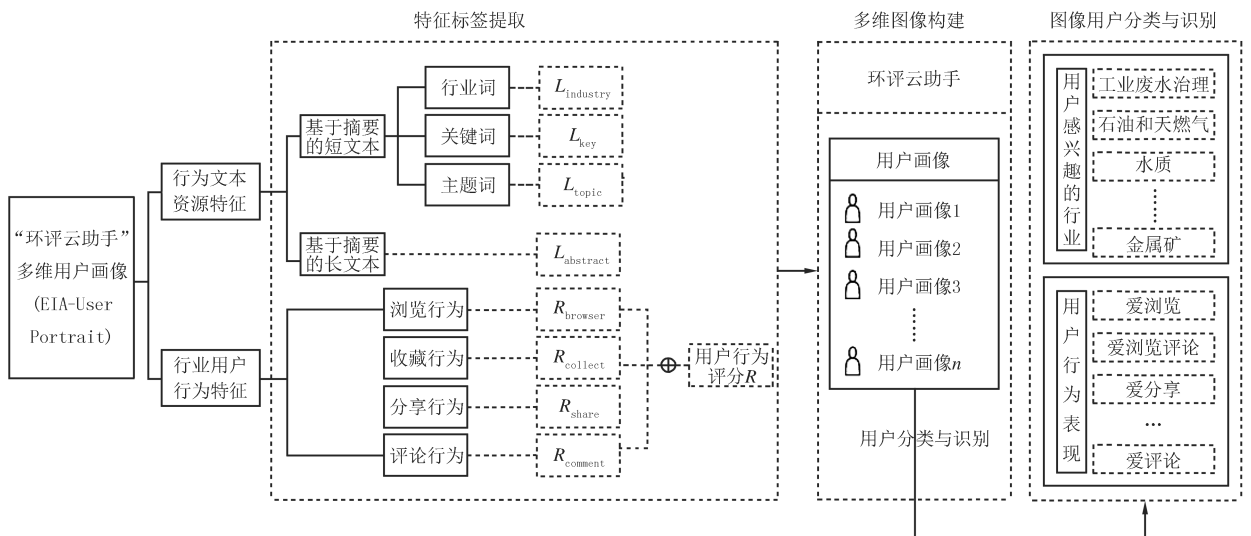 特征标签提取
多维图像构建
图像用户分类与识别
“环评云助手”
多维用户画像
(EIA-User
Portrait)
行为文本
资源特征
行业用户
行为特征
基于摘要
的短文本
基于摘要
的长文本
行业词
关键词
主题词
浏览行为
收藏行为
分享行为
评论行为
Lindustry
Lkey
Ltopic
Labstract
Rbrowser
Rcollect
Rshare
Rcomment
⊕
用户行为
评分R
环评云助手
用户画像
用户画像1
用户画像2
用户画像3
⋮
用户画像n
用户分类与识别
用户感兴趣的行业
工业废水治理
石油和天燃气
水质
⋮
金属矿
用户行为表现
爱浏览
爱浏览评论
爱分享
…
爱评论